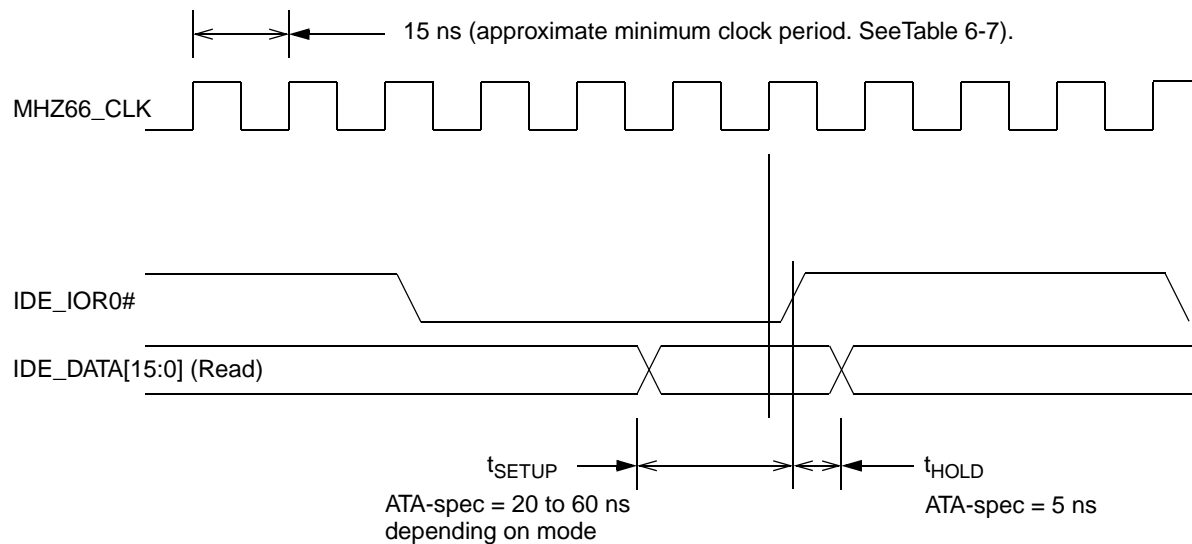 15 ns (approximate minimum clock period. SeeTable 6-7).
MHZ66_CLK
IDE_IOR0#
IDE_DATA[15:0] (Read)
tSETUP
ATA-spec = 20 to 60 ns
depending on mode
tHOLD
ATA-spec = 5 ns